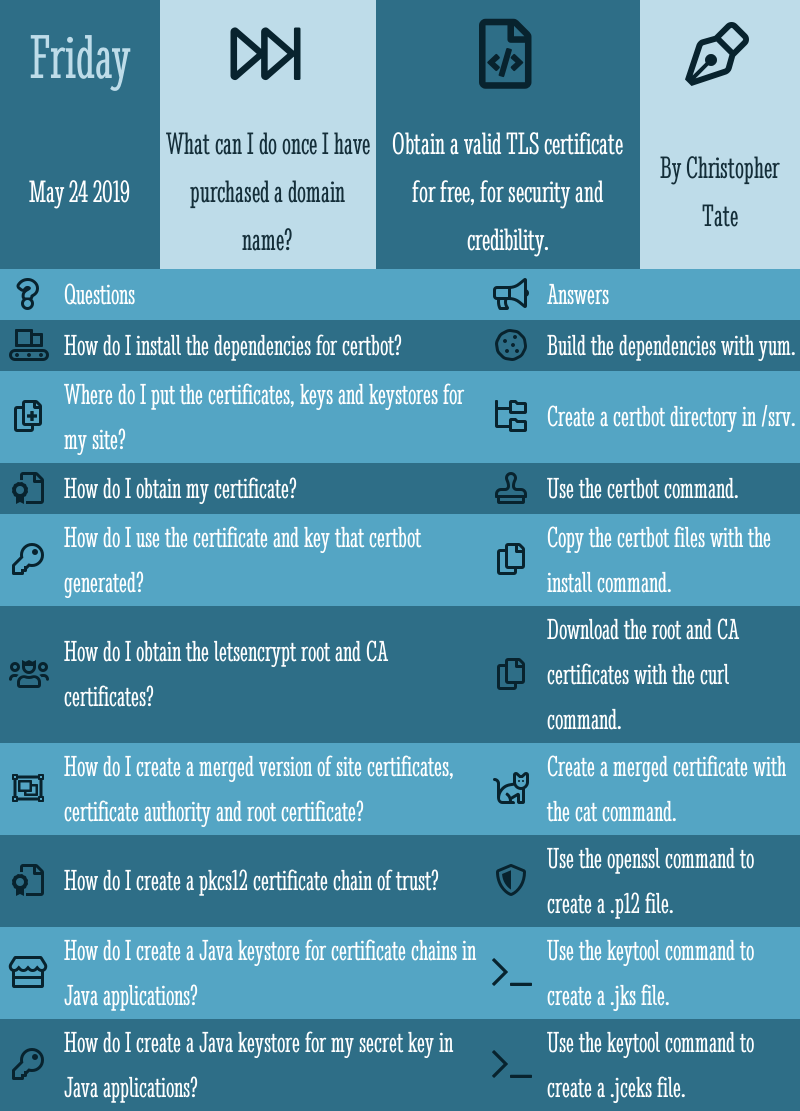 Friday
May 24 2019
What can I do once I have
purchased a domain
name?
Obtain a valid TLS certificate
for free, for security and
credibility.
By Christopher
Tate
Questions
Answers
How do I install the dependencies for certbot?
Build the dependencies with yum.
Where do I put the certificates, keys and keystores for
my site?
Create a certbot directory in /srv.
How do I obtain my certificate?
Use the certbot command.
How do I use the certificate and key that certbot
generated?
Copy the certbot files with the
install command.
How do I obtain the letsencrypt root and CA
certificates?
Download the root and CA
certificates with the curl
command.
How do I create a merged version of site certificates,
certificate authority and root certificate?
Create a merged certificate with
the cat command.
How do I create a pkcs12 certificate chain of trust?
Use the openssl command to
create a .p12 file.
How do I create a Java keystore for certificate chains in
Java applications?
Use the keytool command to
create a .jks file.
How do I create a Java keystore for my secret key in
Java applications?
Use the keytool command to
create a .jceks file.